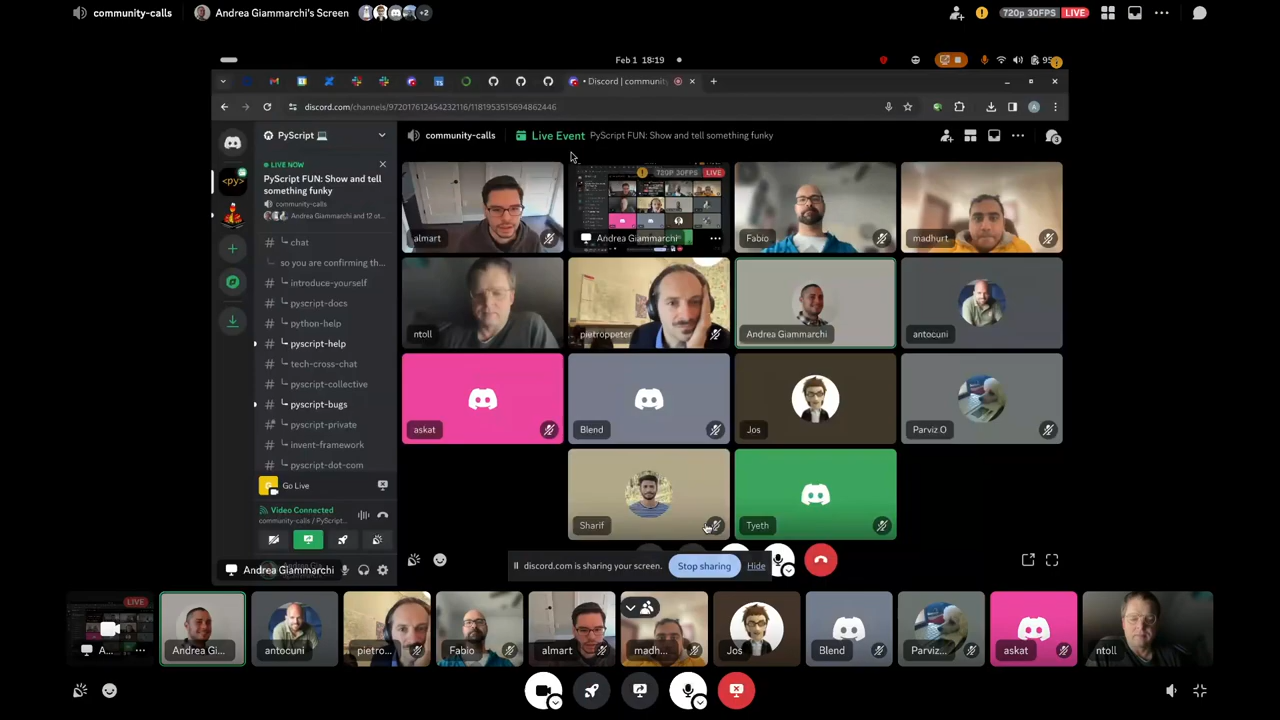 community-calls
Andrea Giammarchi's Screen
+2
720p 30FPS LIVE
Feb 1 18:19
Discord | community
discord.com/channels/972017612454232116/1181953515694862446
PyScript
LIVE NOW
PyScript FUN: Show and tell
something funky
community-calls
Andrea Giammarchi and 12 ot...
chat
so you are confirming th...
introduce-yourself
pyscript-docs
python-help
pyscript-help
tech-cross-chat
pyscript-collective
pyscript-bugs
pyscript-private
invent-framework
pyscript-dot-com
Go Live
Video Connected
community-calls / PyScript...
Andrea Giammarchi
community-calls
Live Event
PyScript FUN: Show and tell something funky
almart
720P 30FPS LIVE
Andrea Giammarchi
Fabio
madhurt
ntoll
pietropeter
Andrea Giammarchi
antocuni
askat
Blend
Jos
Parviz O
Sharif
Tyeth
discord.com is sharing your screen.
Stop sharing
Hide
LIVE
A...
Andrea Gi...
antocuni
pietro...
Fabio
almart
madh...
Jos
Blend
Parviz...
askat
ntoll